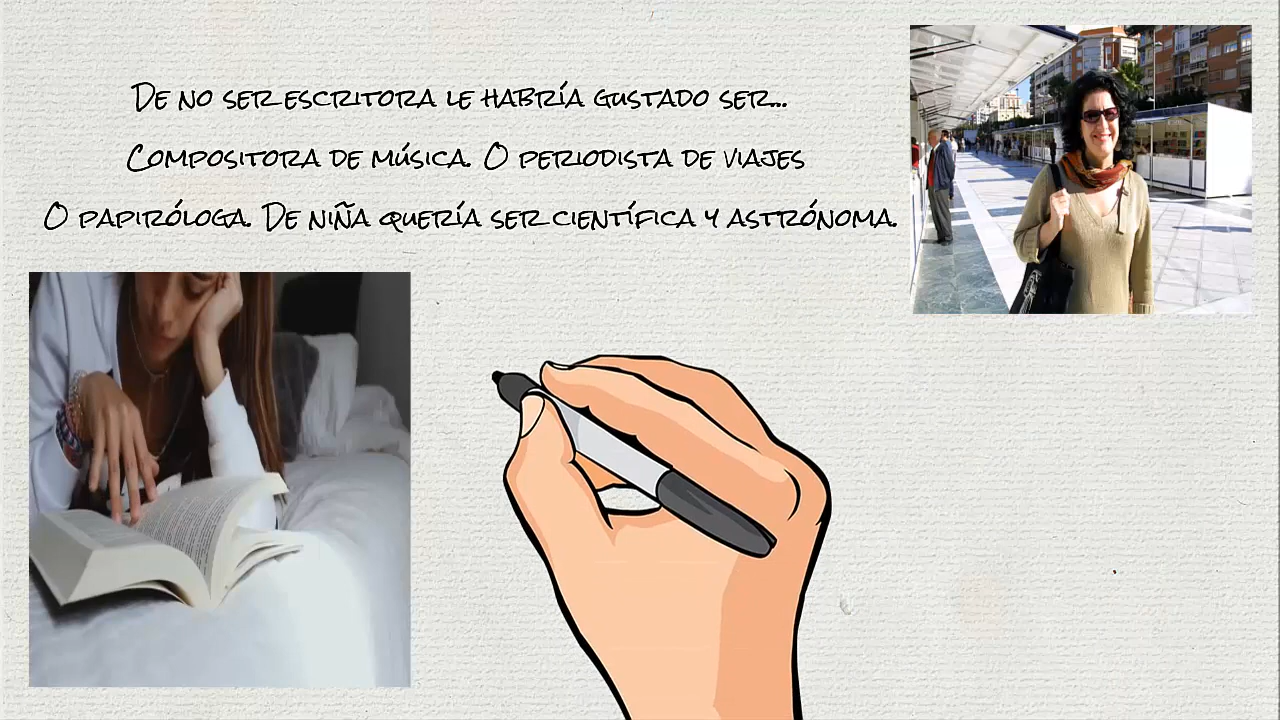 De no ser escritora le habría gustado ser...
Compositora de música. O periodista de viajes
O papiróloga. De niña quería ser científica y astrónoma.